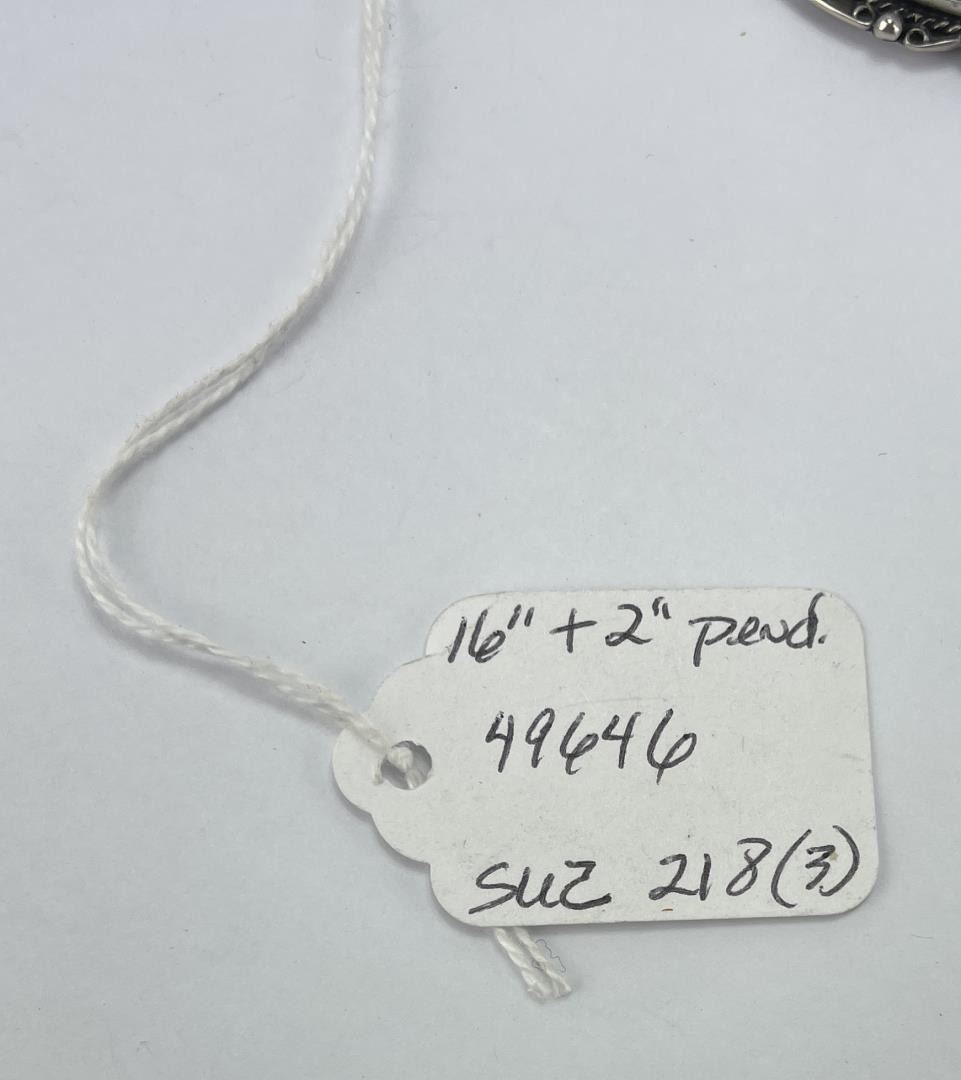 16" + 2" pend.
49646
SUZ 218(3)